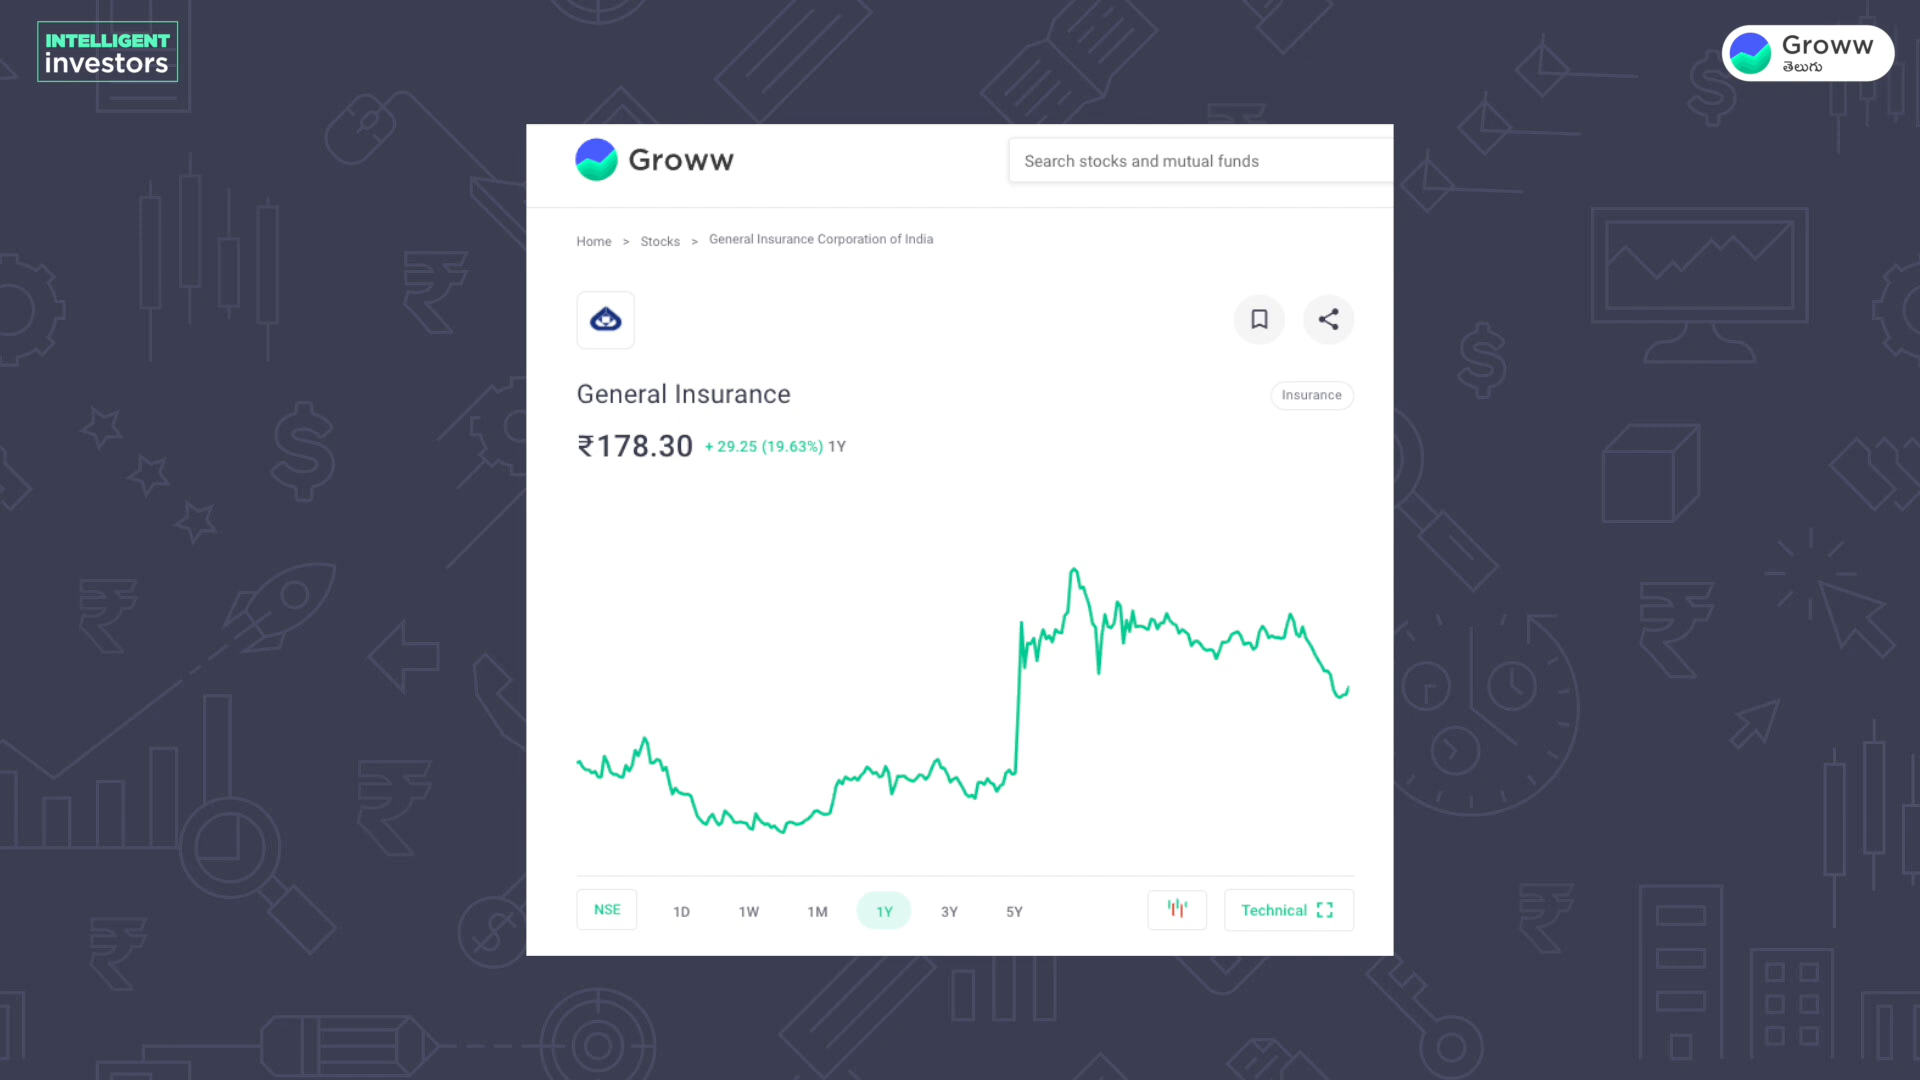 INTELLIGENT
investors
Groww
తెలుగు
Groww
Search stocks and mutual funds
Home > Stocks > General Insurance Corporation of India
General Insurance
Insurance
₹178.30 + 29.25 (19.63%) 1Y
NSE 1D 1W 1M 1Y 3Y 5Y Technical